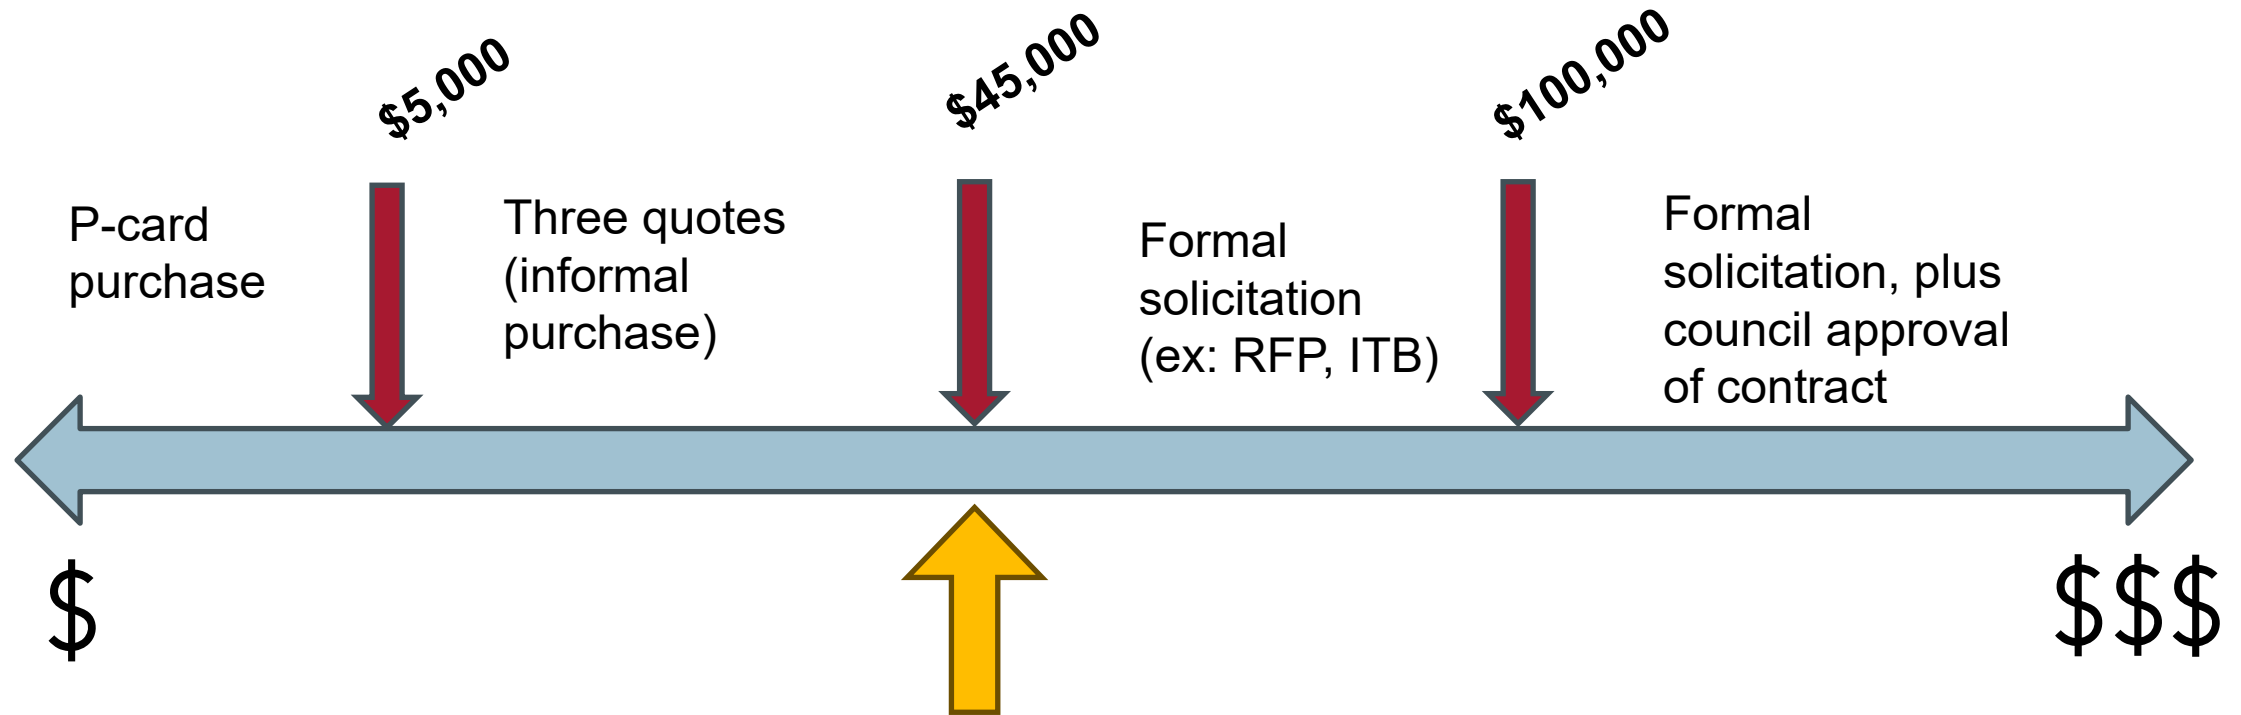 $5,000
$45,000
$100,000
P-card
purchase
Three quotes
(informal
purchase)
Formal
solicitation
(ex: RFP, ITB)
Formal
solicitation, plus
council approval
of contract
$
$$$